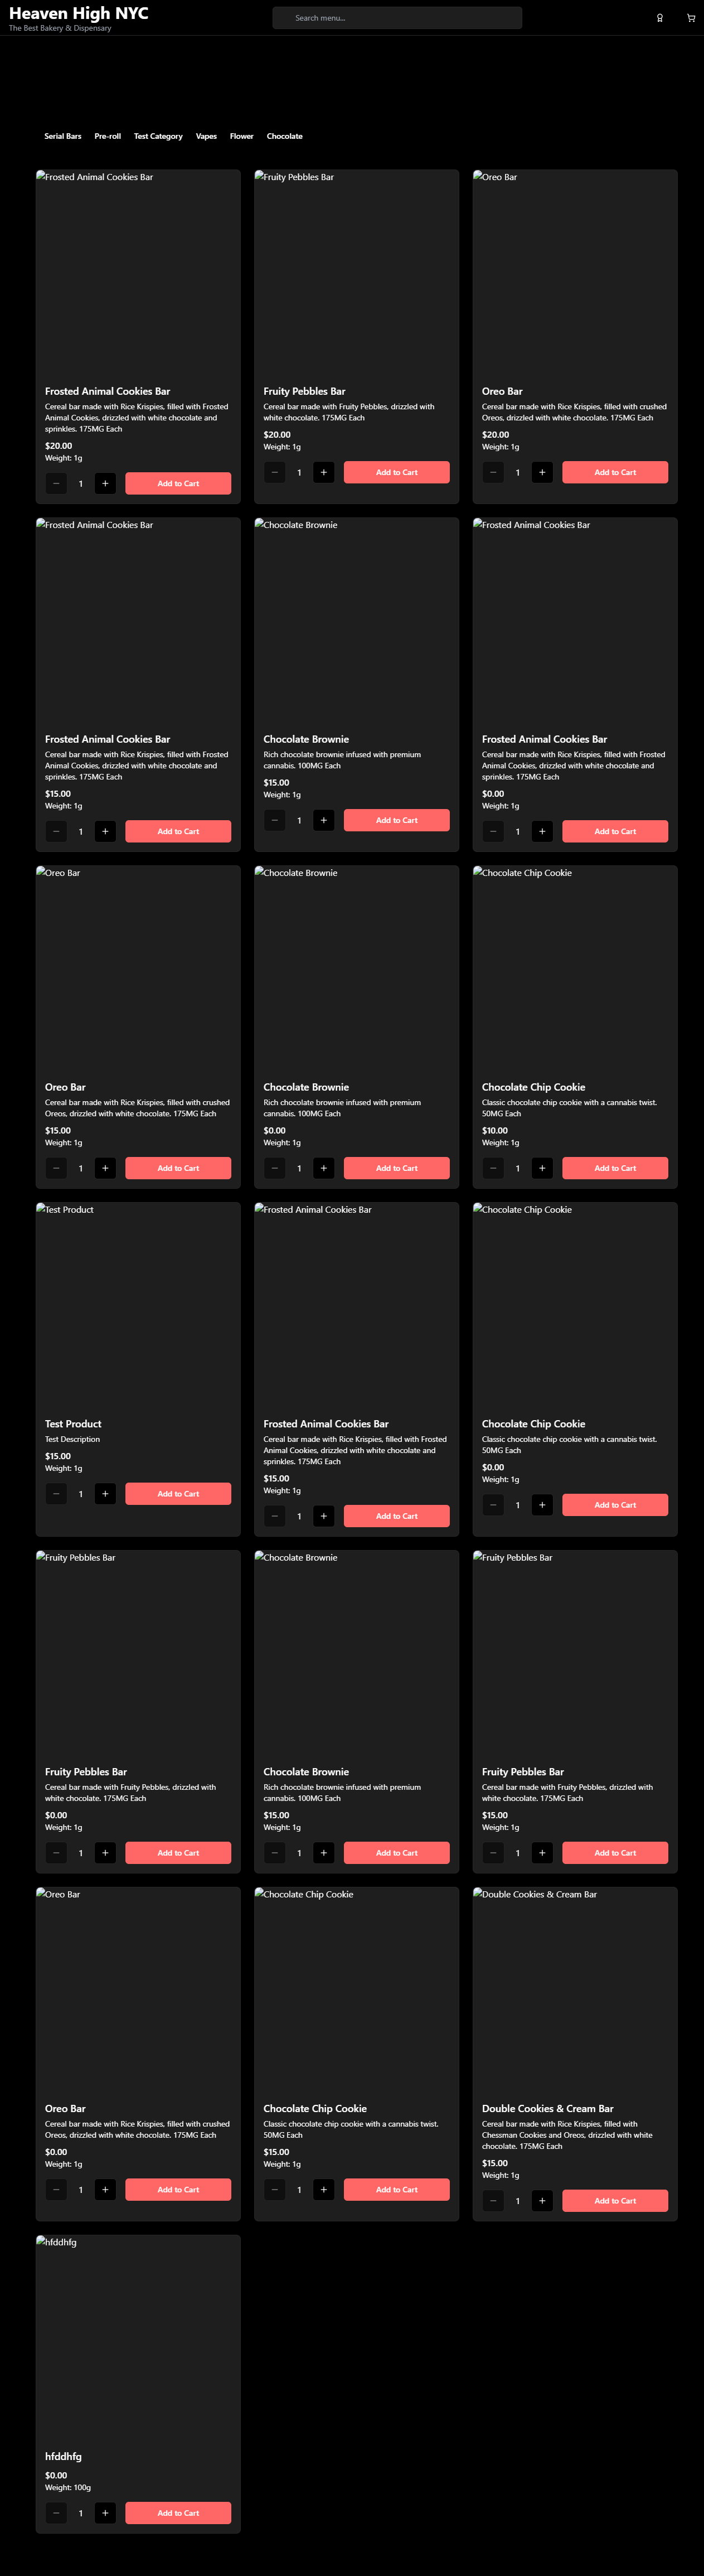 Heaven High NYC
The Best Bakery & Dispensary
Search menu...
Serial Bars Pre-roll Test Category Vapes Flower Chocolate
Frosted Animal Cookies Bar
Frosted Animal Cookies Bar
Cereal bar made with Rice Krispies, filled with Frosted
Animal Cookies, drizzled with white chocolate and
sprinkles. 175MG Each
$20.00
Weight: 1g
1 Add to Cart
Fruity Pebbles Bar
Fruity Pebbles Bar
Cereal bar made with Fruity Pebbles, drizzled with
white chocolate. 175MG Each
$20.00
Weight: 1g
1 Add to Cart
Oreo Bar
Oreo Bar
Cereal bar made with Rice Krispies, filled with crushed
Oreos, drizzled with white chocolate. 175MG Each
$20.00
Weight: 1g
1 Add to Cart
Frosted Animal Cookies Bar
Frosted Animal Cookies Bar
Cereal bar made with Rice Krispies, filled with Frosted
Animal Cookies, drizzled with white chocolate and
sprinkles. 175MG Each
$15.00
Weight: 1g
1 Add to Cart
Chocolate Brownie
Chocolate Brownie
Rich chocolate brownie infused with premium
cannabis. 100MG Each
$15.00
Weight: 1g
1 Add to Cart
Frosted Animal Cookies Bar
Frosted Animal Cookies Bar
Cereal bar made with Rice Krispies, filled with Frosted
Animal Cookies, drizzled with white chocolate and
sprinkles. 175MG Each
$0.00
Weight: 1g
1 Add to Cart
Oreo Bar
Oreo Bar
Cereal bar made with Rice Krispies, filled with crushed
Oreos, drizzled with white chocolate. 175MG Each
$15.00
Weight: 1g
1 Add to Cart
Chocolate Brownie
Chocolate Brownie
Rich chocolate brownie infused with premium
cannabis. 100MG Each
$0.00
Weight: 1g
1 Add to Cart
Chocolate Chip Cookie
Chocolate Chip Cookie
Classic chocolate chip cookie with a cannabis twist.
50MG Each
$10.00
Weight: 1g
1 Add to Cart
Test Product
Test Product
Test Description
$15.00
Weight: 1g
1 Add to Cart
Frosted Animal Cookies Bar
Frosted Animal Cookies Bar
Cereal bar made with Rice Krispies, filled with Frosted
Animal Cookies, drizzled with white chocolate and
sprinkles. 175MG Each
$15.00
Weight: 1g
1 Add to Cart
Chocolate Chip Cookie
Chocolate Chip Cookie
Classic chocolate chip cookie with a cannabis twist.
50MG Each
$0.00
Weight: 1g
1 Add to Cart
Fruity Pebbles Bar
Fruity Pebbles Bar
Cereal bar made with Fruity Pebbles, drizzled with
white chocolate. 175MG Each
$0.00
Weight: 1g
1 Add to Cart
Chocolate Brownie
Chocolate Brownie
Rich chocolate brownie infused with premium
cannabis. 100MG Each
$15.00
Weight: 1g
1 Add to Cart
Fruity Pebbles Bar
Fruity Pebbles Bar
Cereal bar made with Fruity Pebbles, drizzled with
white chocolate. 175MG Each
$15.00
Weight: 1g
1 Add to Cart
Oreo Bar
Oreo Bar
Cereal bar made with Rice Krispies, filled with crushed
Oreos, drizzled with white chocolate. 175MG Each
$0.00
Weight: 1g
1 Add to Cart
Chocolate Chip Cookie
Chocolate Chip Cookie
Classic chocolate chip cookie with a cannabis twist.
50MG Each
$15.00
Weight: 1g
1 Add to Cart
Double Cookies & Cream Bar
Double Cookies & Cream Bar
Cereal bar made with Rice Krispies, filled with
Chessman Cookies and Oreos, drizzled with white
chocolate. 175MG Each
$15.00
Weight: 1g
1 Add to Cart
hfddhfg
hfddhfg
$0.00
Weight: 100g
1 Add to Cart